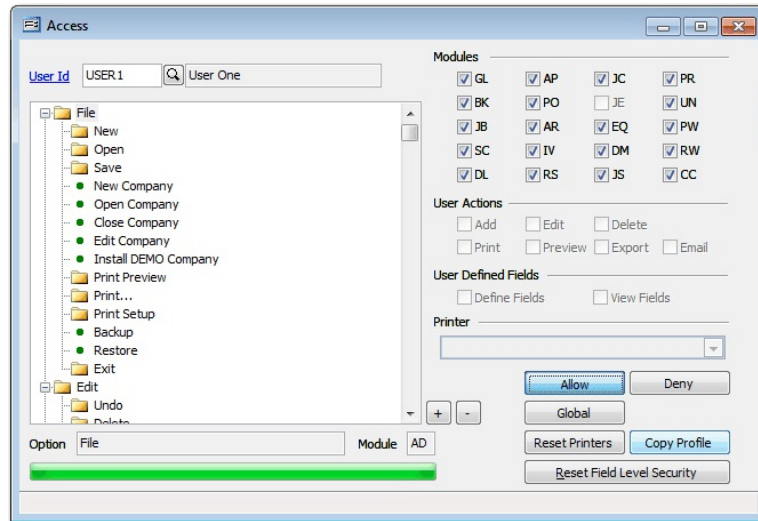 Access
User Id USER1 User One
File
New
Open
Save
New Company
Open Company
Close Company
Edit Company
Install DEMO Company
Print Preview
Print...
Print Setup
Backup
Restore
Exit
Edit
Undo
Delete
Option File Module AD
Modules
GL AP JC PR
BK PO JE UN
JB AR EQ PW
SC IV DM RW
DL RS JS CC
User Actions
Add Edit Delete
Print Preview Export Email
User Defined Fields
Define Fields View Fields
Printer
+ - 
Allow Deny
Global
Reset Printers Copy Profile
Reset Field Level Security